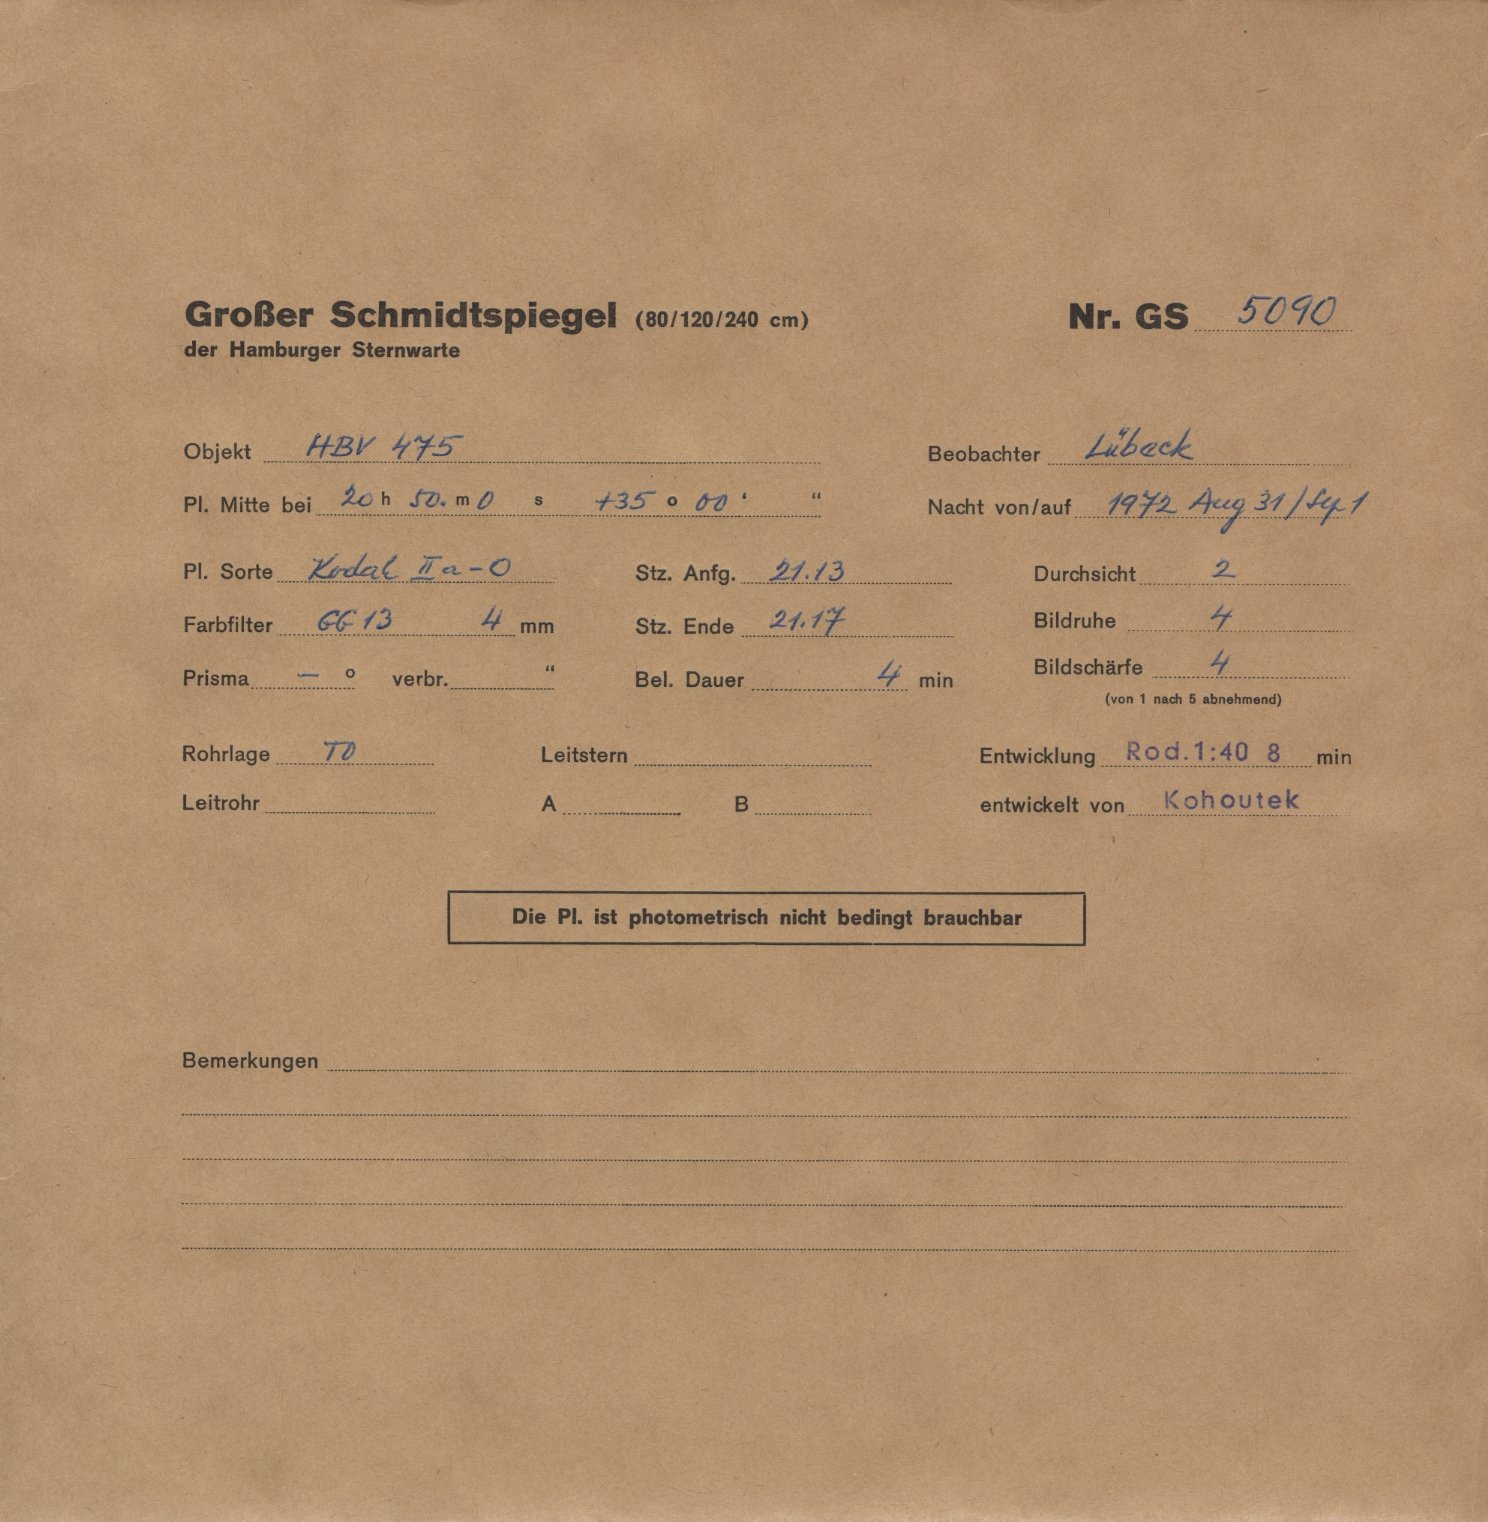 Großer Schmidtspiegel (80/120/240 cm) Nr. GS 5090
der Hamburger Sternwarte
Objekt HBV 475 Beobachter Lübeck
Pl. Mitte bei 20 h 50. m 0 s +35 o 00 ' “ Nacht von/auf 1972 Aug 31/Sep 1
Pl. Sorte Kodak IIa-O Stz. Anfg. 21.13 Durchsicht 2
Farbfilter GG 13 4 mm Stz. Ende 21.17 Bildruhe 4
Prisma — o verbr. “ Bel. Dauer 4 min Bildschärfe 4
(von 1 nach 5 abnehmend)
Rohrlage TO Leitstern Entwicklung Rod.1:40 8 min
Leitrohr A B entwickelt von Kohoutek
Die Pl. ist photometrisch nicht bedingt brauchbar
Bemerkungen